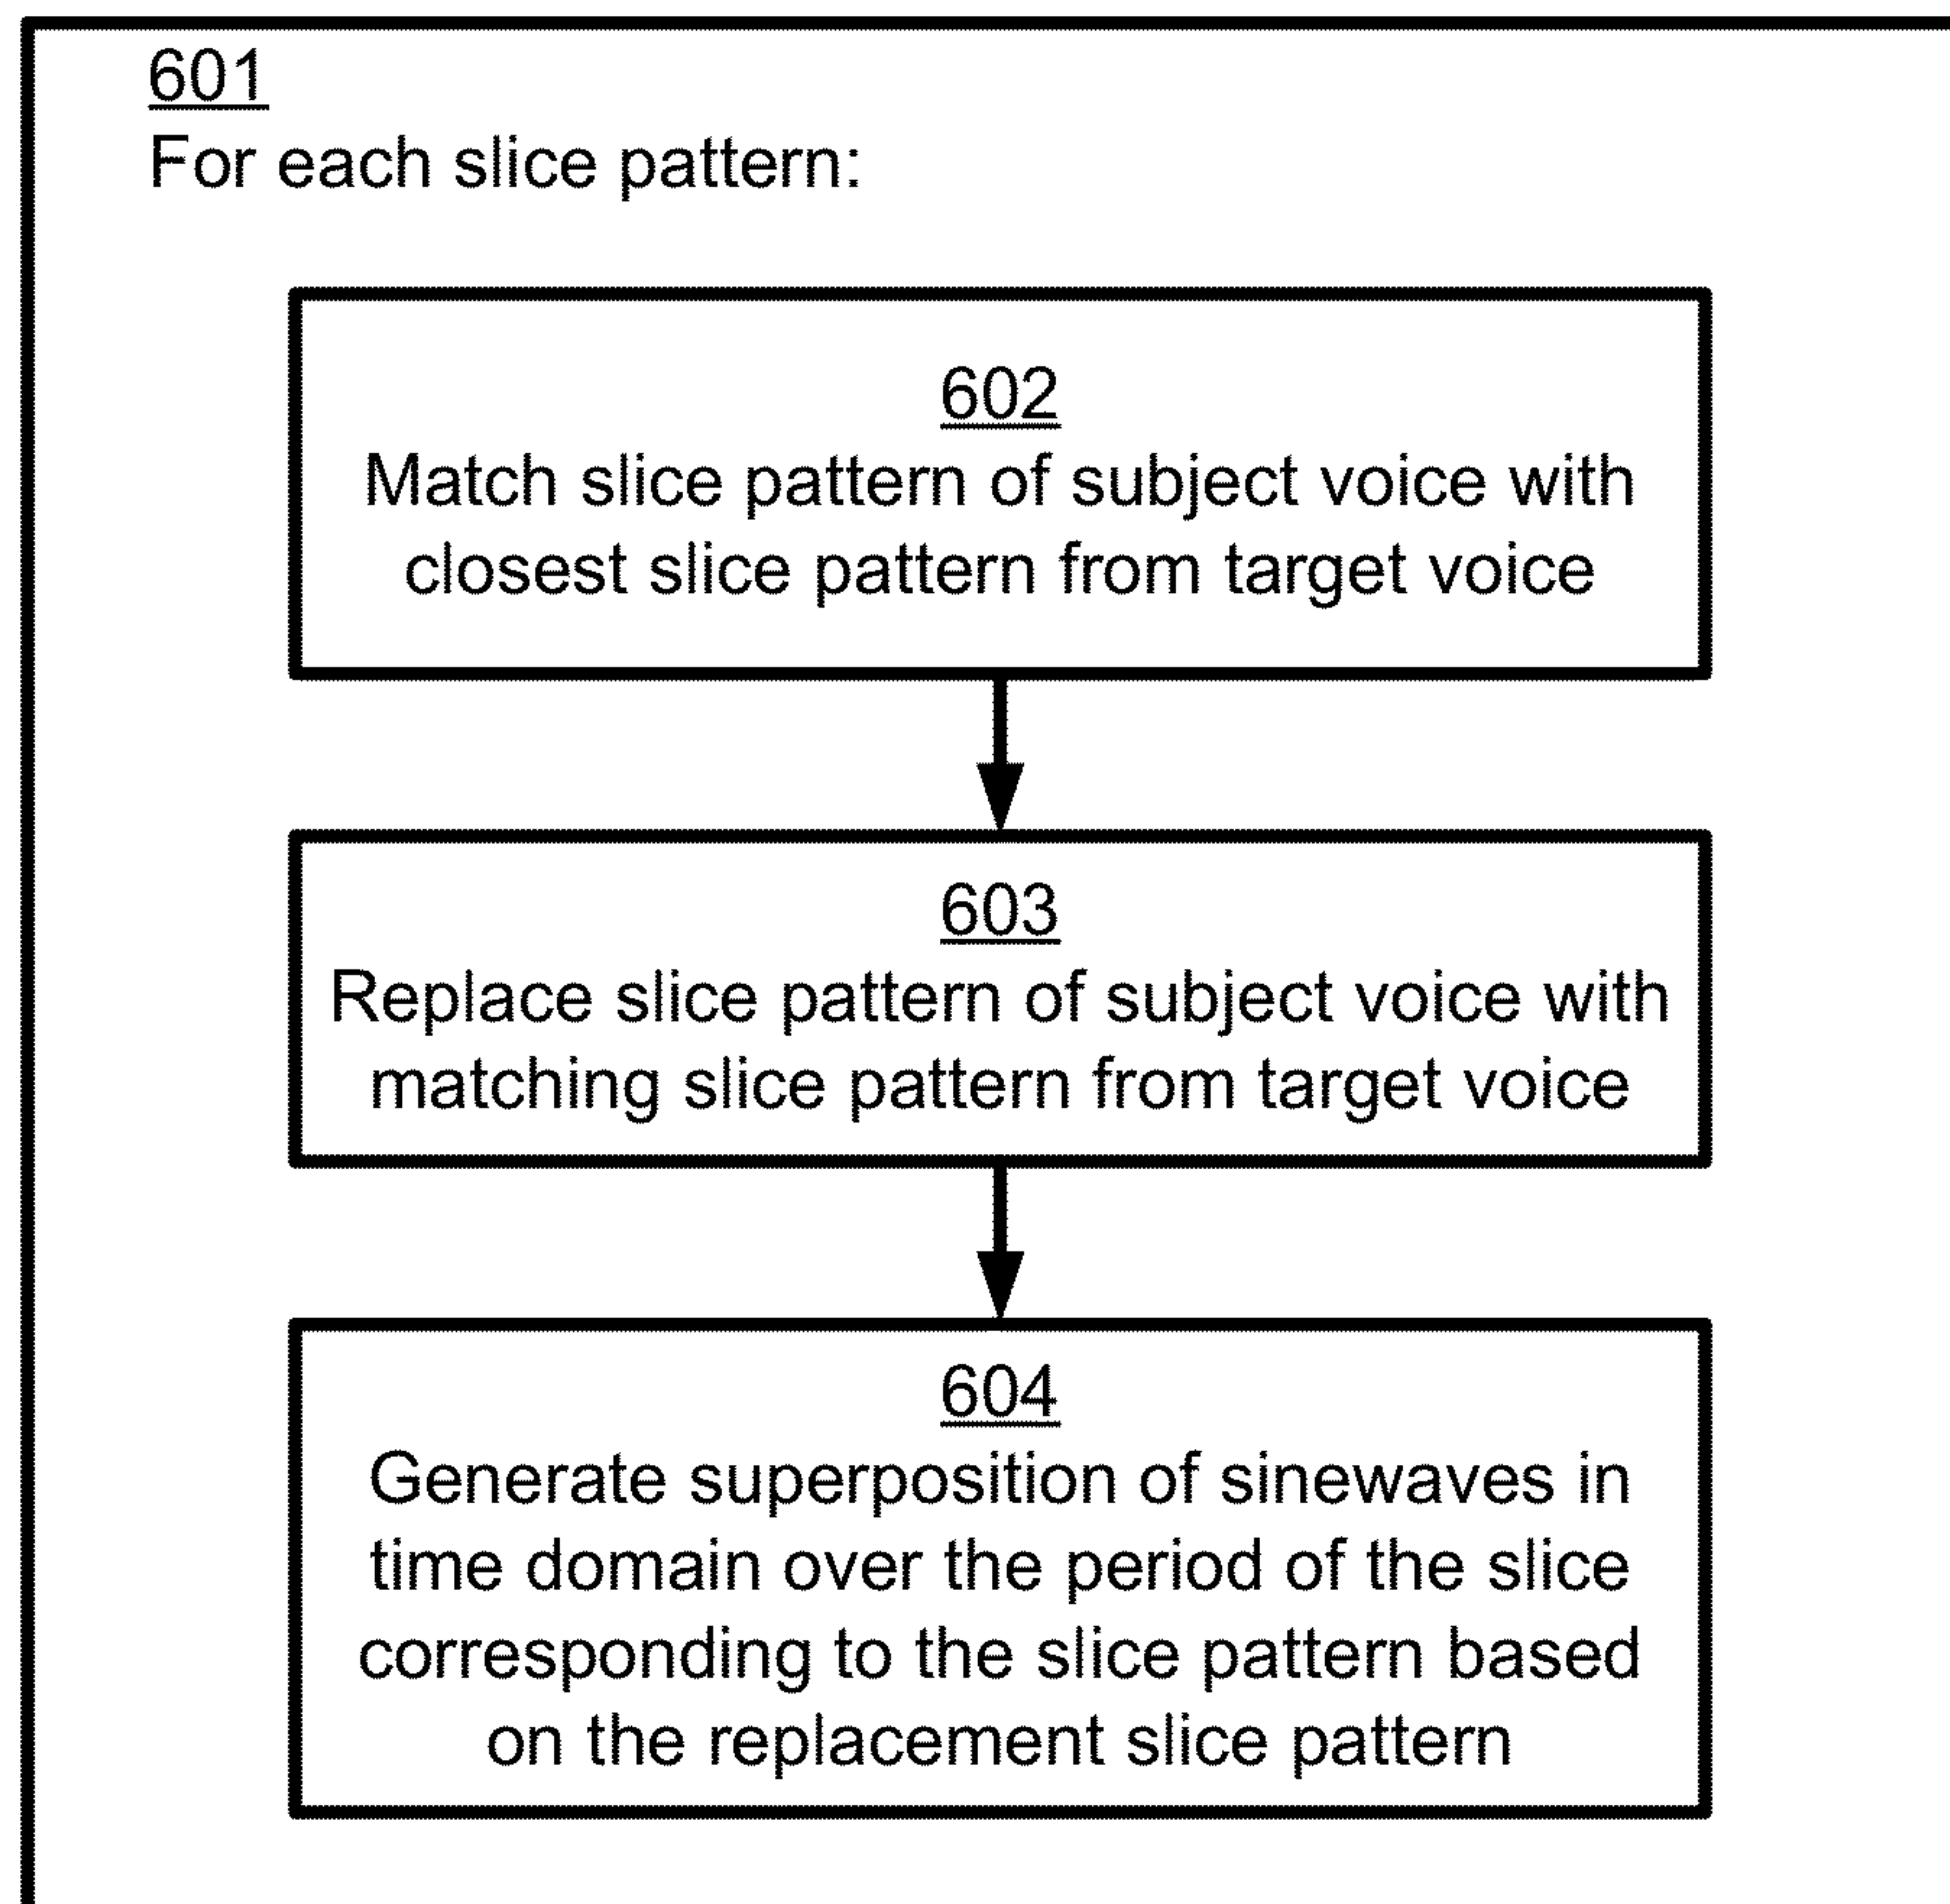 601
For each slice pattern:
602
Match slice pattern of subject voice with
closest slice pattern from target voice
603
Replace slice pattern of subject voice with
matching slice pattern from target voice
604
Generate superposition of sinewaves in
time domain over the period of the slice
corresponding to the slice pattern based
on the replacement slice pattern